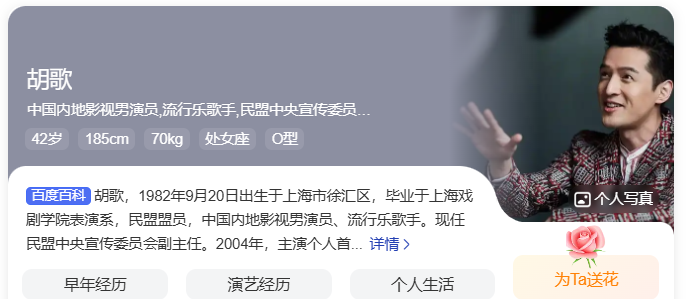 胡歌
中国内地影视男演员,流行乐歌手,民盟中央宣传委员...
42岁 185cm 70kg 处女座 O型
个人写真
百度百科 胡歌，1982年9月20日出生于上海市徐汇区，毕业于上海戏
剧学院表演系，民盟盟员，中国内地影视男演员、流行乐歌手。现任
民盟中央宣传委员会副主任。2004年，主演个人首... 详情
早年经历 演艺经历 个人生活 为Ta送花